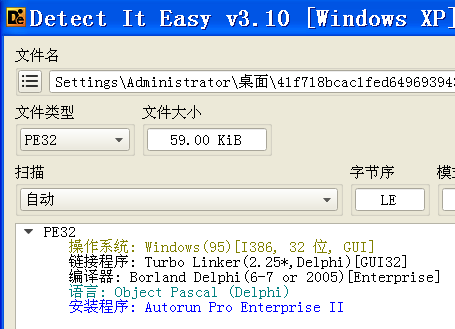 Detect It Easy v3.10 [Windows XP]
文件名
Settings\Administrator\桌面\41f718bcac1fed649693943
文件类型
文件大小
PE32
59.00 KiB
扫描
字节序
模式
自动
LE
PE32
操作系统: Windows(95)[I386, 32 位, GUI]
链接程序: Turbo Linker(2.25*,Delphi)[GUI32]
编译器: Borland Delphi(6-7 or 2005)[Enterprise]
语言: Object Pascal (Delphi)
安装程序: Autorun Pro Enterprise II